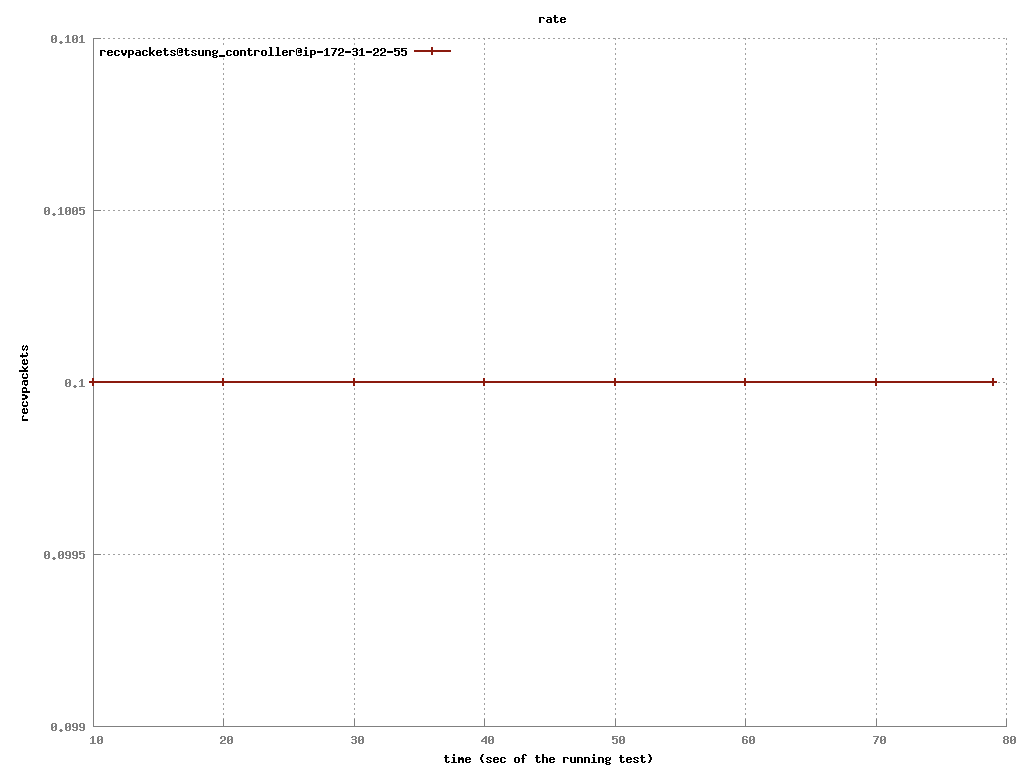 rate
0.101
recvpackets@tsung_controller@ip-172-31-22-55
0.1005
0.1
0.0995
0.099
recvpackets
10 20 30 40 50 60 70 80
time (sec of the running test)